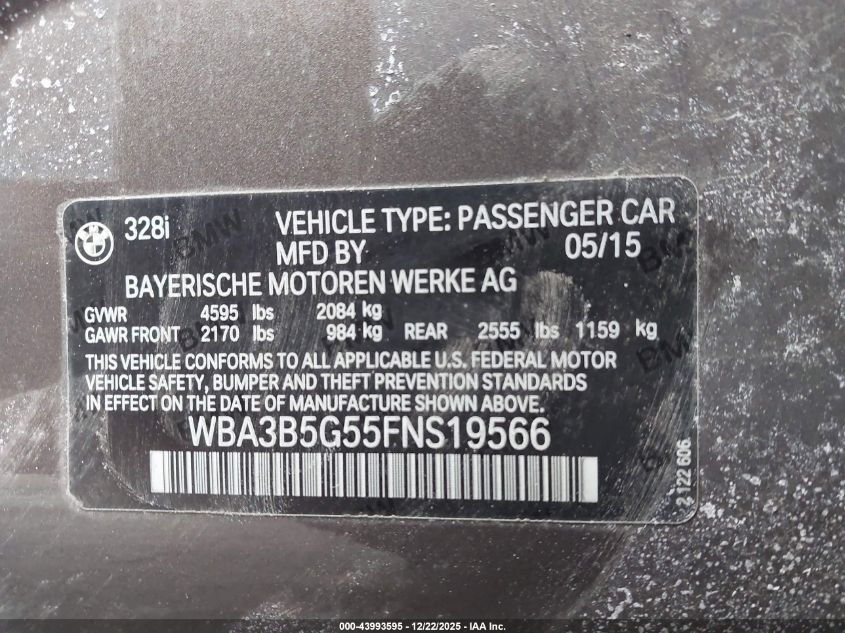 328i VEHICLE TYPE: PASSENGER CAR
MFD BY 05/15
BAYERISCHE MOTOREN WERKE AG
GVWR 4595 lbs 2084 kg
GAWR FRONT 2170 lbs 984 kg REAR 2555 lbs 1159 kg
THIS VEHICLE CONFORMS TO ALL APPLICABLE U.S. FEDERAL MOTOR
VEHICLE SAFETY, BUMPER AND THEFT PREVENTION STANDARDS
IN EFFECT ON THE DATE OF MANUFACTURE SHOWN ABOVE.
WBA3B5G55FNS19566
2 122 606
000-43993595 - 12/22/2025 - IAA Inc.